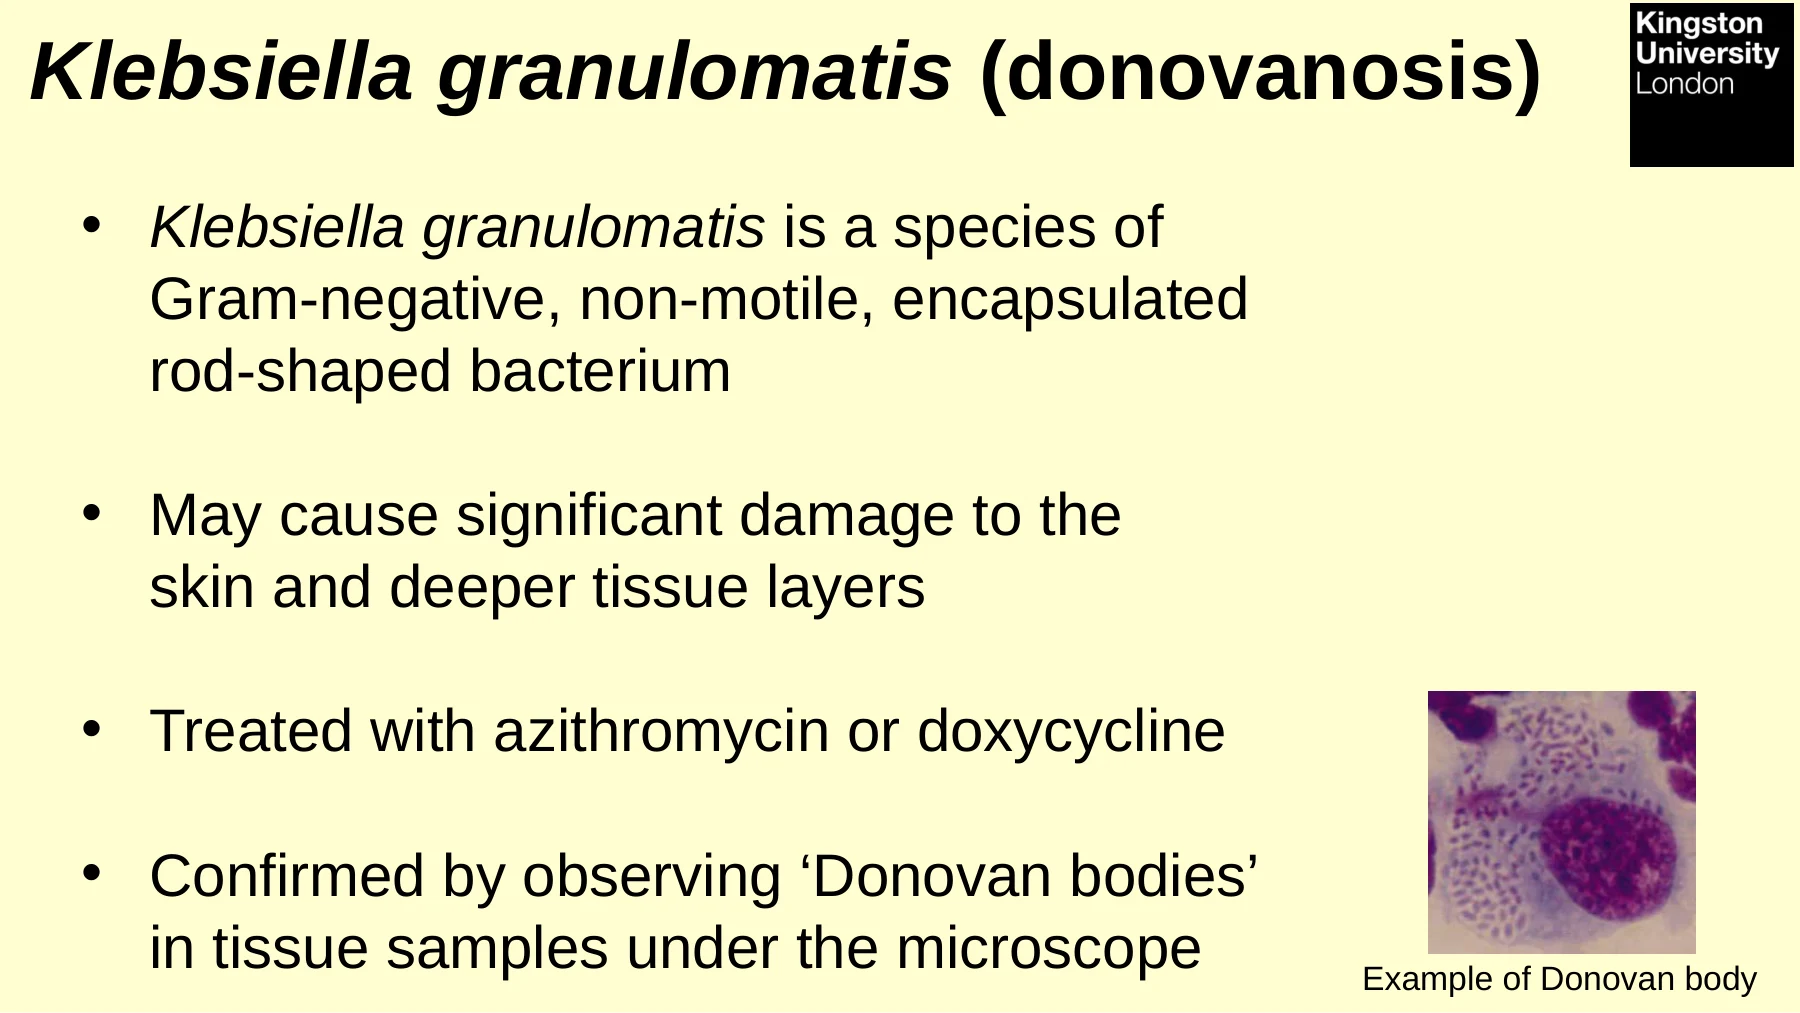 Klebsiella granulomatis (donovanosis)
Kingston
University
London
• Klebsiella granulomatis is a species of
Gram-negative, non-motile, encapsulated
rod-shaped bacterium
• May cause significant damage to the
skin and deeper tissue layers
• Treated with azithromycin or doxycycline
• Confirmed by observing ‘Donovan bodies’
in tissue samples under the microscope
Example of Donovan body